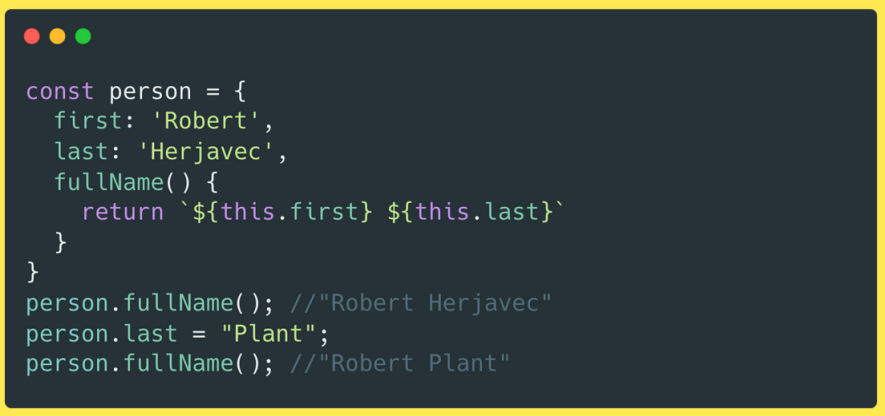 const person = {
  first: 'Robert',
  last: 'Herjavec',
  fullName() {
    return `${this.first} ${this.last}`
  }
}
person.fullName(); //"Robert Herjavec"
person.last = "Plant";
person.fullName(); //"Robert Plant"